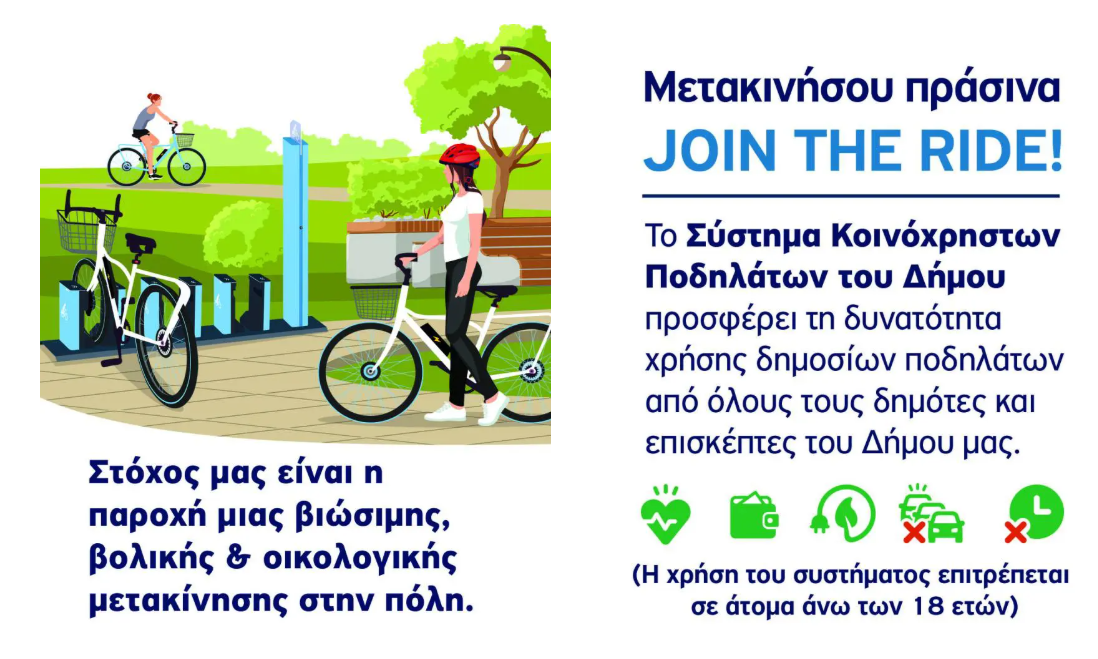 Στόχος μας είναι η
παροχή μιας βιώσιμης,
βολικής & οικολογικής
μετακίνησης στην πόλη.
Μετακινήσου πράσινα
JOIN THE RIDE!
Το Σύστημα Κοινόχρηστων
Ποδηλάτων του Δήμου
προσφέρει τη δυνατότητα
χρήσης δημοσίων ποδηλάτων
από όλους τους δημότες και
επισκέπτες του Δήμου μας.
(Η χρήση του συστήματος επιτρέπεται
σε άτομα άνω των 18 ετών)